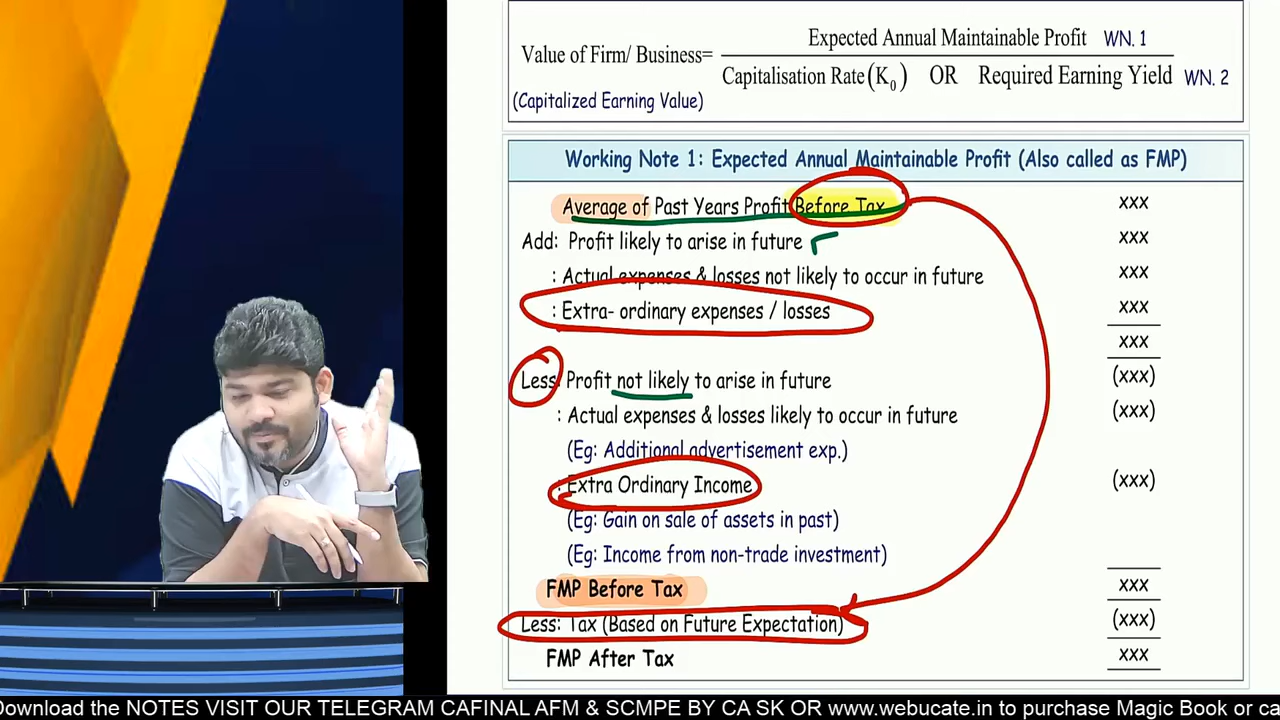 Expected Annual Maintainable Profit WN. 1
Value of Firm/ Business=
Capitalisation Rate (K0) OR Required Earning Yield WN. 2
(Capitalized Earning Value)
Working Note 1: Expected Annual Maintainable Profit (Also called as FMP)
Average of Past Years Profit Before Tax xxx
Add: Profit likely to arise in future xxx
: Actual expenses & losses not likely to occur in future xxx
: Extra- ordinary expenses / losses xxx
xxx
Less: Profit not likely to arise in future (xxx)
: Actual expenses & losses likely to occur in future (xxx)
(Eg: Additional advertisement exp.)
: Extra Ordinary Income (xxx)
(Eg: Gain on sale of assets in past)
(Eg: Income from non-trade investment)
FMP Before Tax xxx
Less: Tax (Based on Future Expectation) (xxx)
FMP After Tax xxx
Download the NOTES VISIT OUR TELEGRAM CAFINAL AFM & SCMPE BY CA SK OR www.webucate.in to purchase Magic Book or ca